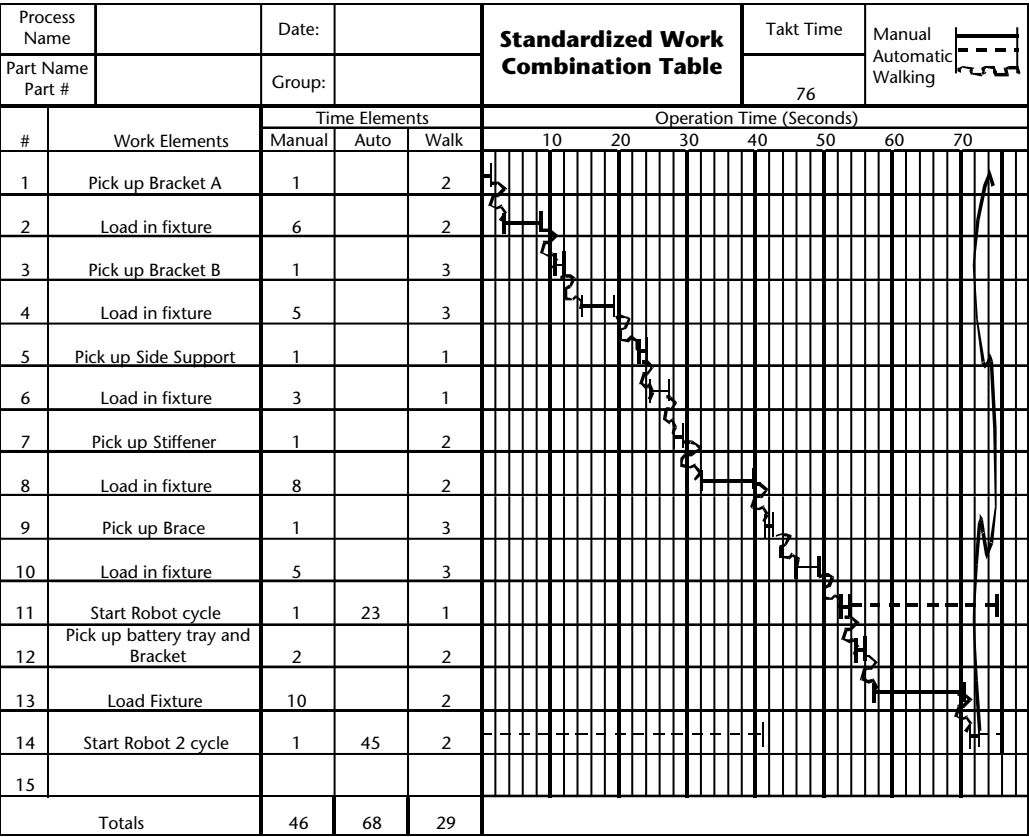 Process Name
Date:
Standardized Work
Combination Table
Takt Time
76
Manual
Automatic
Walking
Part Name
Part #
Group:
# Work Elements Time Elements Operation Time (Seconds)
Manual Auto Walk 10 20 30 40 50 60 70
1 Pick up Bracket A 1 2
2 Load in fixture 6 2
3 Pick up Bracket B 1 3
4 Load in fixture 5 3
5 Pick up Side Support 1 1
6 Load in fixture 3 1
7 Pick up Stiffener 1 2
8 Load in fixture 8 2
9 Pick up Brace 1 3
10 Load in fixture 5 3
11 Start Robot cycle 1 23 1
12 Pick up battery tray and Bracket 2 2
13 Load Fixture 10 2
14 Start Robot 2 cycle 1 45 2
15
Totals 46 68 29